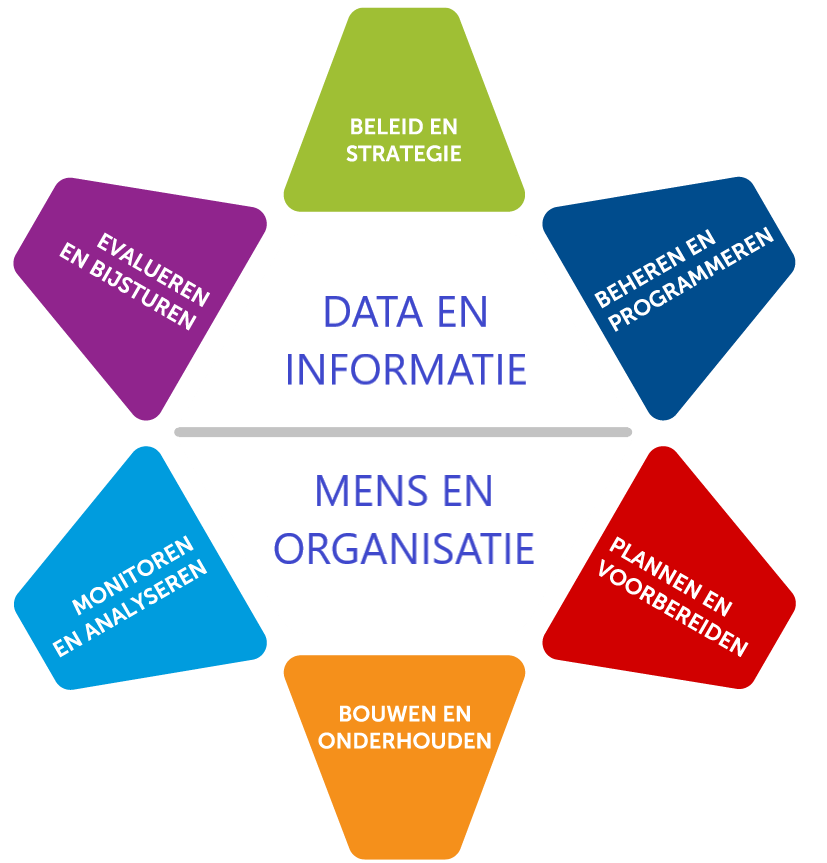 BELEID EN
STRATEGIE
BEHEREN EN
PROGRAMMEREN
PLANNEN EN
VOORBEREIDEN
BOUWEN EN
ONDERHOUDEN
MONITOREN
EN ANALYSEREN
EVALUEREN
EN BIJSTUREN
DATA EN
INFORMATIE
MENS EN
ORGANISATIE